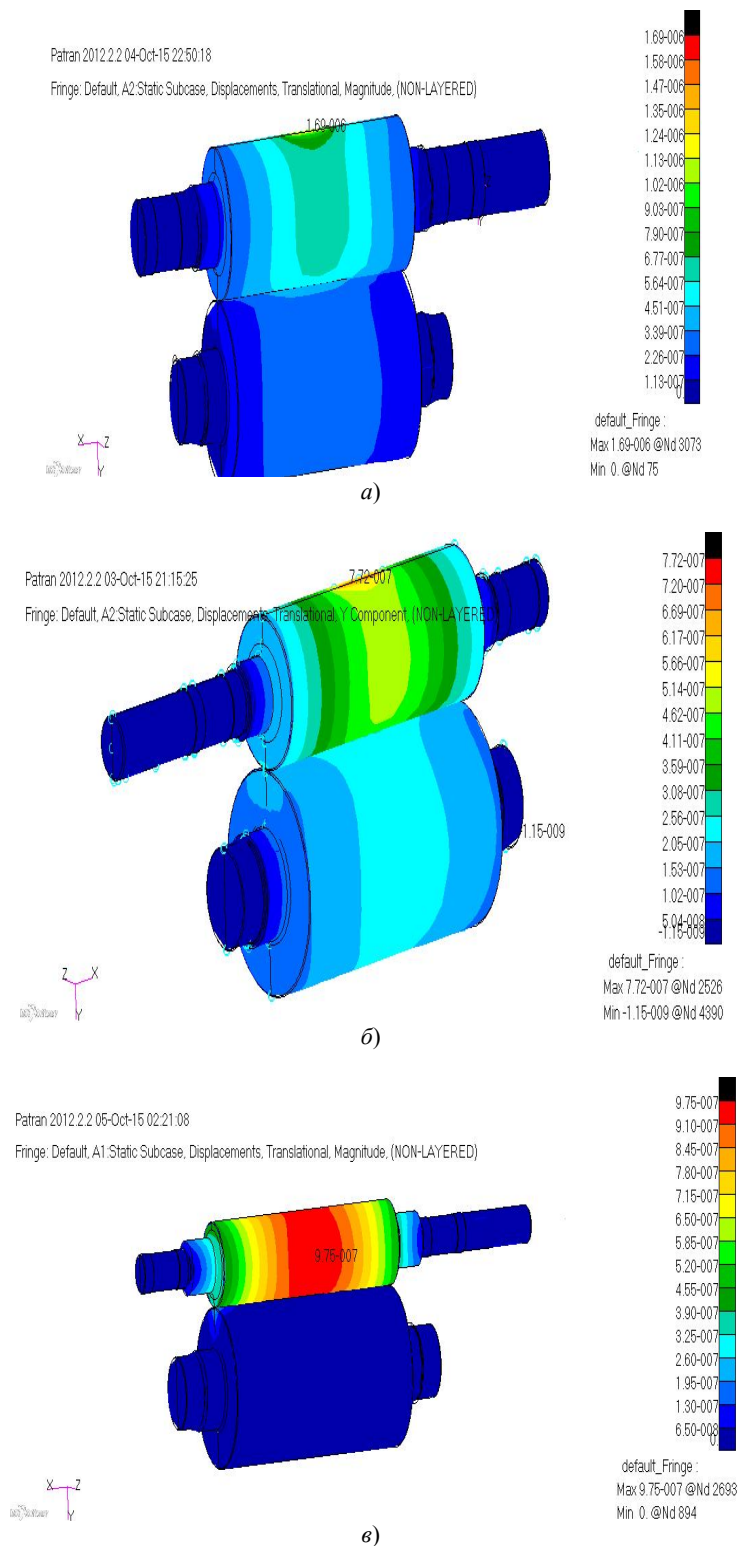 Patran 2012.2.2 04-Oct-15 22:50:18
Fringe: Default, A2:Static Subcase, Displacements, Translational, Magnitude, (NON-LAYERED)
1.69-006
1.69-006
1.58-006
1.47-006
1.35-006
1.24-006
1.13-006
1.02-006
9.03-007
7.90-007
6.77-007
5.64-007
4.51-007
3.39-007
2.26-007
1.13-007
0.
default_Fringe :
Max 1.69-006 @Nd 3073
Min 0. @Nd 75
X Z
Y
а)
Patran 2012.2.2 03-Oct-15 21:15:25
Fringe: Default, A2:Static Subcase, Displacements, Translational, Y Component, (NON-LAYERED)
7.72-007
-1.15-009
7.72-007
7.20-007
6.69-007
6.17-007
5.66-007
5.14-007
4.62-007
4.11-007
3.59-007
3.08-007
2.56-007
2.05-007
1.53-007
1.02-007
5.04-008
-1.15-009
default_Fringe :
Max 7.72-007 @Nd 2526
Min -1.15-009 @Nd 4390
Z X
Y
б)
Patran 2012.2.2 05-Oct-15 02:21:08
Fringe: Default, A1:Static Subcase, Displacements, Translational, Magnitude, (NON-LAYERED)
9.75-007
9.75-007
9.10-007
8.45-007
7.80-007
7.15-007
6.50-007
5.85-007
5.20-007
4.55-007
3.90-007
3.25-007
2.60-007
1.95-007
1.30-007
6.50-008
0.
default_Fringe :
Max 9.75-007 @Nd 2693
Min 0. @Nd 894
X Z
Y
в)